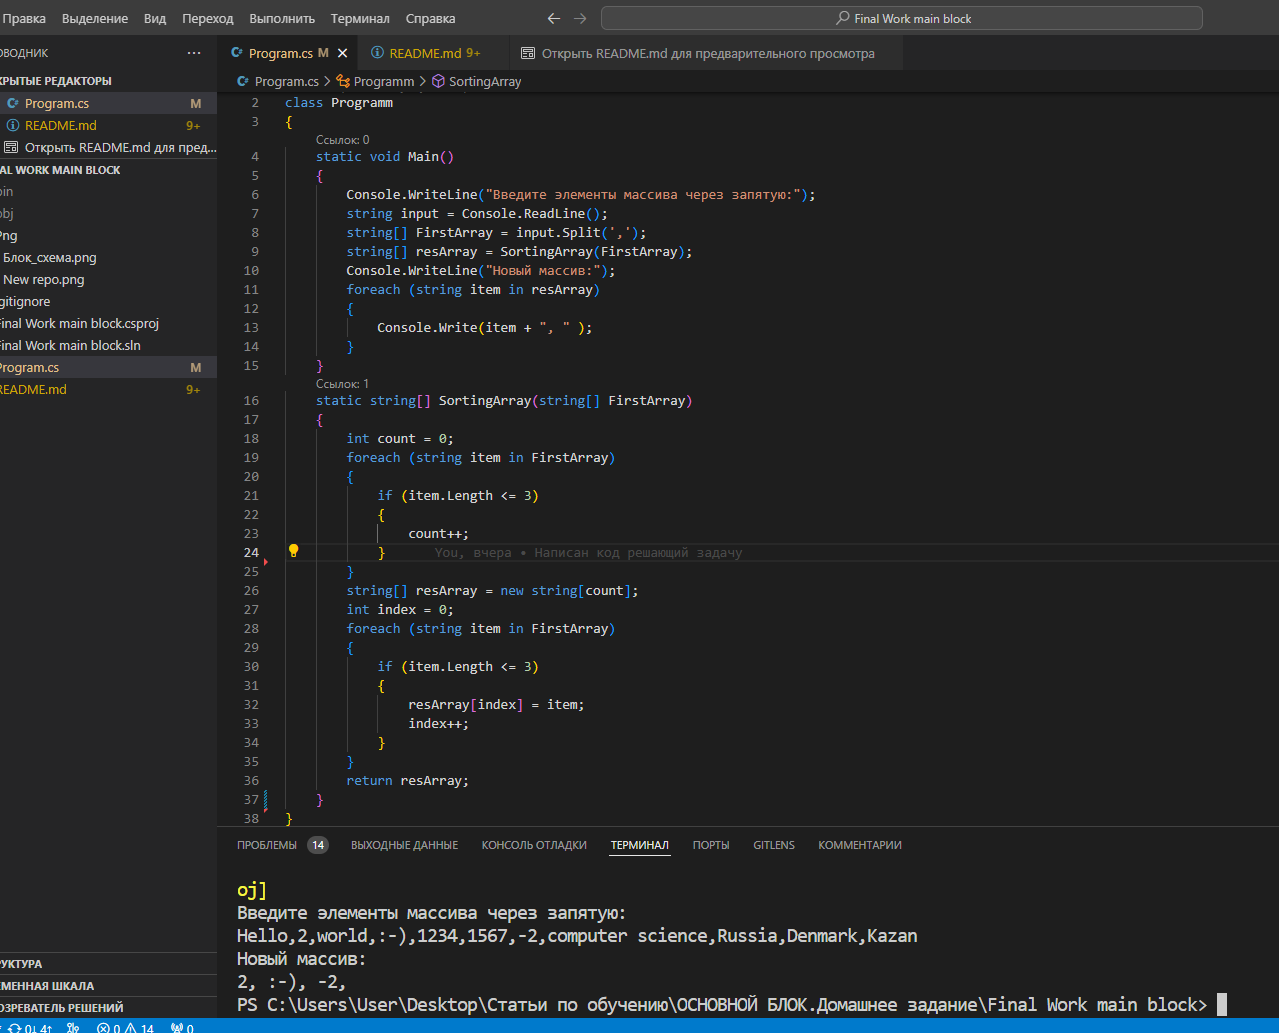 Правка Выделение Вид Переход Выполнить Терминал Справка Final Work main block
ОВОДНИК ...
КРЫТЫЕ РЕДАКТОРЫ
Program.cs M
README.md 9+
Открыть README.md для пред...
AL WORK MAIN BLOCK
in
bj
Png
Блок_схема.png
New repo.png
gitignore
Final Work main block.csproj
Final Work main block.sln
Program.cs M
README.md 9+
РУКТУРА
ЕМЕННАЯ ШКАЛА
ОЗРЕВАТЕЛЬ РЕШЕНИЙ
Program.cs M README.md 9+ Открыть README.md для предварительного просмотра
Program.cs > Programm > SortingArray
2 class Programm
3 {
Ссылок: 0
4 static void Main()
5 {
6 Console.WriteLine("Введите элементы массива через запятую:");
7 string input = Console.ReadLine();
8 string[] FirstArray = input.Split(',');
9 string[] resArray = SortingArray(FirstArray);
10 Console.WriteLine("Новый массив:");
11 foreach (string item in resArray)
12 {
13 Console.Write(item + ", " );
14 }
15 }
Ссылок: 1
16 static string[] SortingArray(string[] FirstArray)
17 {
18 int count = 0;
19 foreach (string item in FirstArray)
20 {
21 if (item.Length <= 3)
22 {
23 count++;
24 } You, вчера • Написан код решающий задачу
25 }
26 string[] resArray = new string[count];
27 int index = 0;
28 foreach (string item in FirstArray)
29 {
30 if (item.Length <= 3)
31 {
32 resArray[index] = item;
33 index++;
34 }
35 }
36 return resArray;
37 }
38 }
ПРОБЛЕМЫ 14 ВЫХОДНЫЕ ДАННЫЕ КОНСОЛЬ ОТЛАДКИ ТЕРМИНАЛ ПОРТЫ GITLENS КОММЕНТАРИИ
oj]
Введите элементы массива через запятую:
Hello,2,world,:-),1234,1567,-2,computer science,Russia,Denmark,Kazan
Новый массив:
2, :-), -2,
PS C:\Users\User\Desktop\Статьи по обучению\ОСНОВНОЙ БЛОК.Домашнее задание\Final Work main block>
0↓ 4↑ 0 14 0